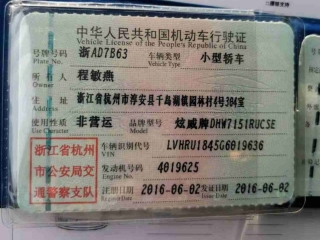 中华人民共和国机动车行驶证
Vehicle License of the People's Republic of China
号牌号码 浙AD7B63 车辆类型 小型轿车
Plate No. Vehicle Type
所有人 程敏燕
Owner
住址 浙江省杭州市淳安县千岛湖镇园林村4号304室
Address
使用性质 非营运 品牌型号 炫威牌DHW7151RUCSE
Use Character Model
浙江省杭州
市公安局交
通警察支队
车辆识别代号 LVHRU1845G6019636
VIN
发动机号码 4019625
Engine No.
注册日期 2016-06-02 发证日期 2016-06-02
Register Date Issue Date